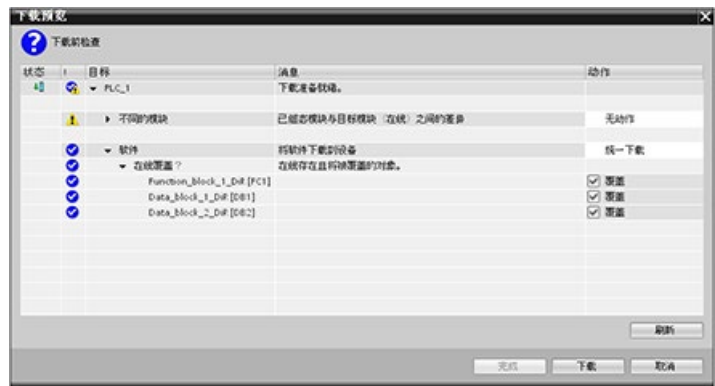 下载预览
下载前检查
状态 ! 目标 消息 动作
PLC_1 下载准备就绪。
不同的模块 已组态模块与目标模块（在线）之间的差异 无动作
软件 将软件下载到设备 统一下载
在线覆盖？ 在线存在且将被覆盖的对象。
Function_block_1_Diff [FC1] 覆盖
Data_block_1_Diff [DB1] 覆盖
Data_block_2_Diff [DB2] 覆盖
刷新
完成 下载 取消